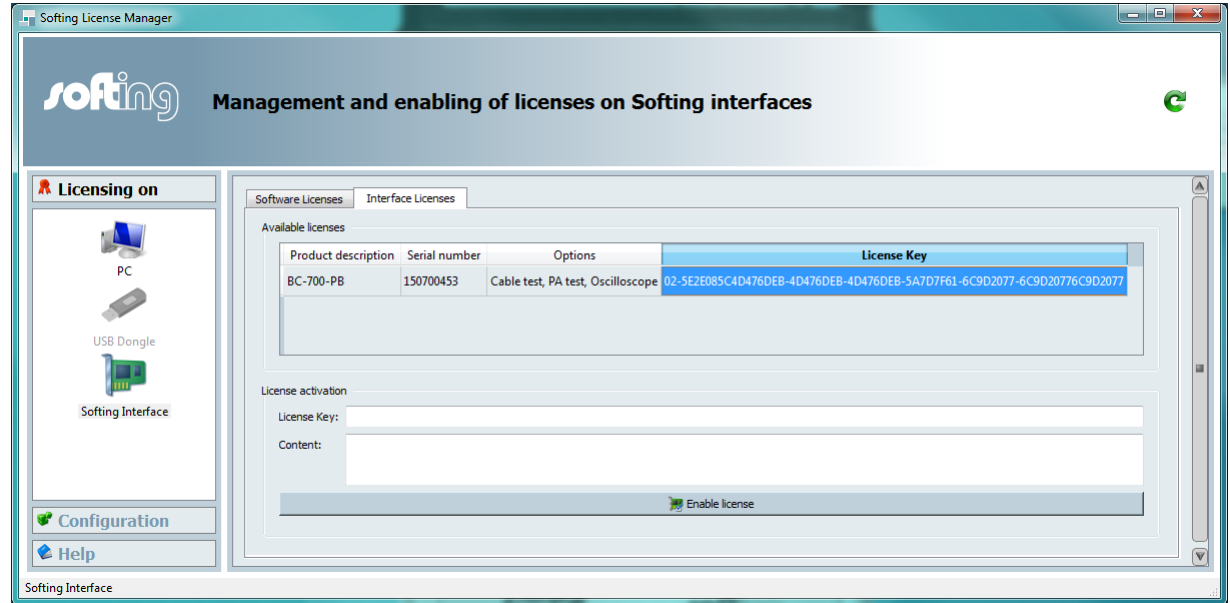 Softing License Manager
softing
Management and enabling of licenses on Softing interfaces
Licensing on
PC
USB Dongle
Softing Interface
Configuration
Help
Software Licenses
Interface Licenses
Available licenses
Product description Serial number Options License Key
BC-700-PB 150700453 Cable test, PA test, Oscilloscope 02-5E2E085C4D476DEB-4D476DEB-4D476DEB-5A7D7F61-6C9D2077-6C9D20776C9D2077
License activation
License Key:
Content:
Enable license
Softing Interface